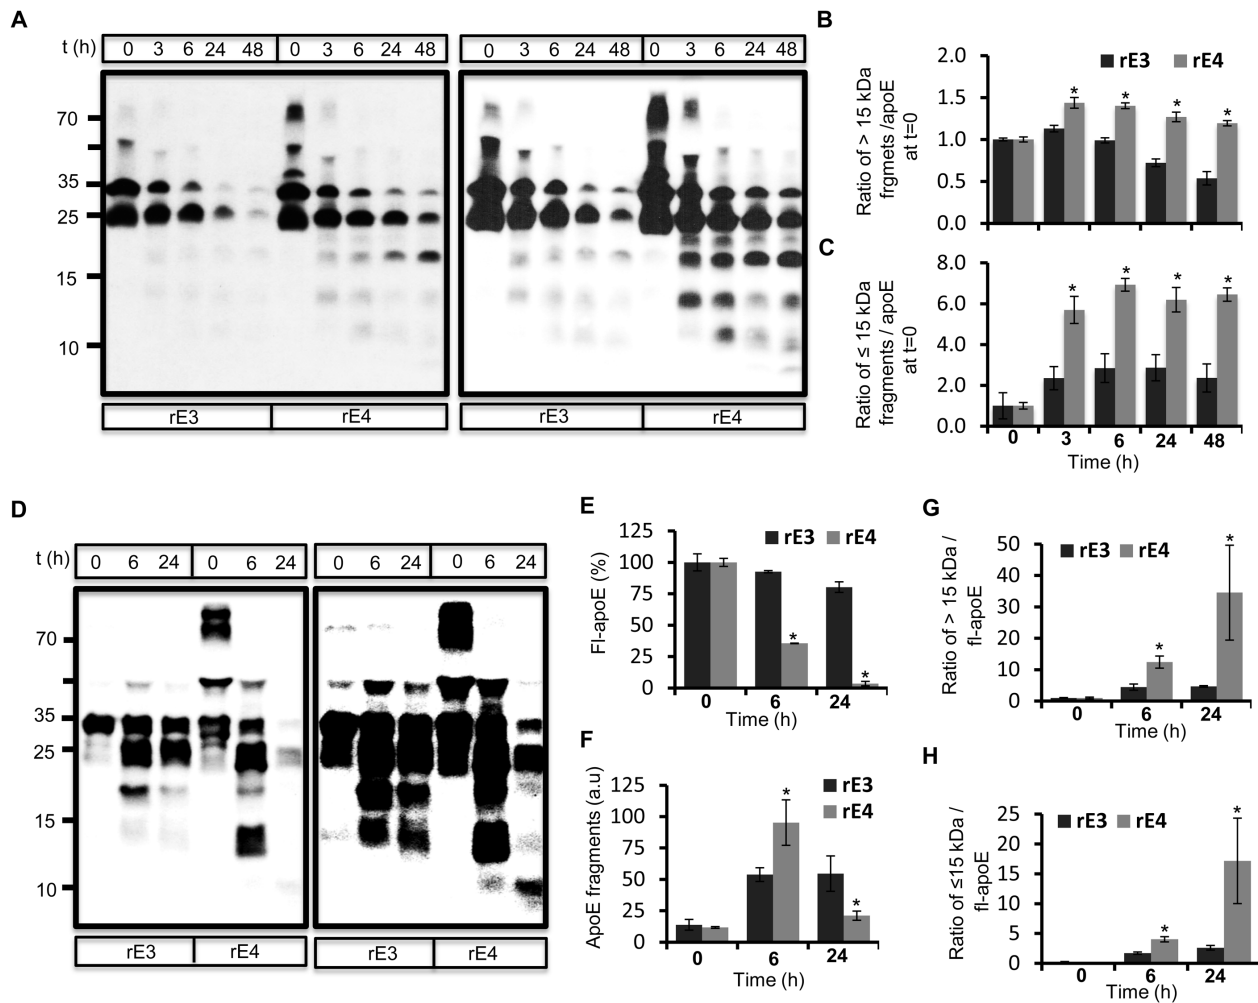 A
t (h) 0 3 6 24 48 0 3 6 24 48
0 3 6 24 48 0 3 6 24 48
70
35
25
15
10
rE3 rE4
rE3 rE4
B
rE3 rE4
Ratio of > 15 kDa
frgmets /apoE
at t=0
2.0
1.5
1.0
0.5
0.0
* * * *
C
Ratio of ≤ 15 kDa
fragments / apoE
at t=0
8.0
6.0
4.0
2.0
0.0
* * * *
0 3 6 24 48
Time (h)
D
t (h) 0 6 24 0 6 24
0 6 24 0 6 24
70
35
25
15
10
rE3 rE4
rE3 rE4
E
rE3 rE4
Fl-apoE (%)
125
100
75
50
25
0
* *
0 6 24
Time (h)
F
rE3
rE4
ApoE fragments (a.u)
125
100
75
50
25
0
* *
0 6 24
Time (h)
G
rE3 rE4
Ratio of > 15 kDa /
fl-apoE
50
40
30
20
10
0
* *
0 6 24
Time (h)
H
rE3 rE4
Ratio of ≤15 kDa /
fl-apoE
25
20
15
10
5
0
* *
0 6 24
Time (h)